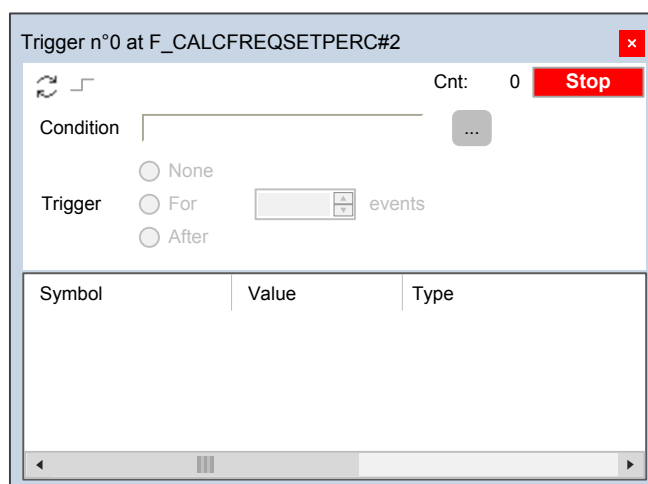 Trigger n°0 at F_CALCFREQSETPERC#2
Cnt: 0 Stop
Condition ...
None
Trigger For events
After
Symbol Value Type